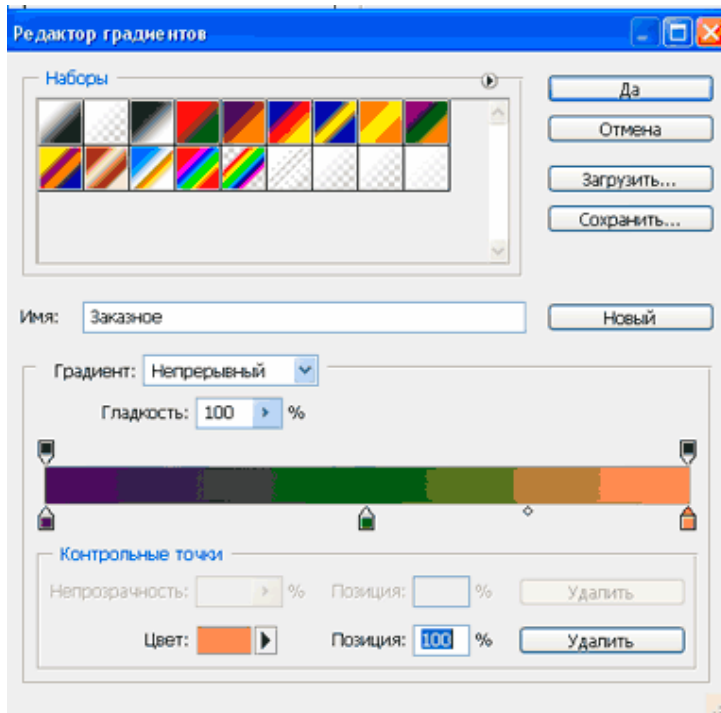 Редактор градиентов
Наборы
Да
Отмена
Загрузить...
Сохранить...
Имя: Заказное
Новый
Градиент: Непрерывный
Гладкость: 100 %
Контрольные точки
Непрозрачность: % Позиция: % Удалить
Цвет: Позиция: 100 % Удалить